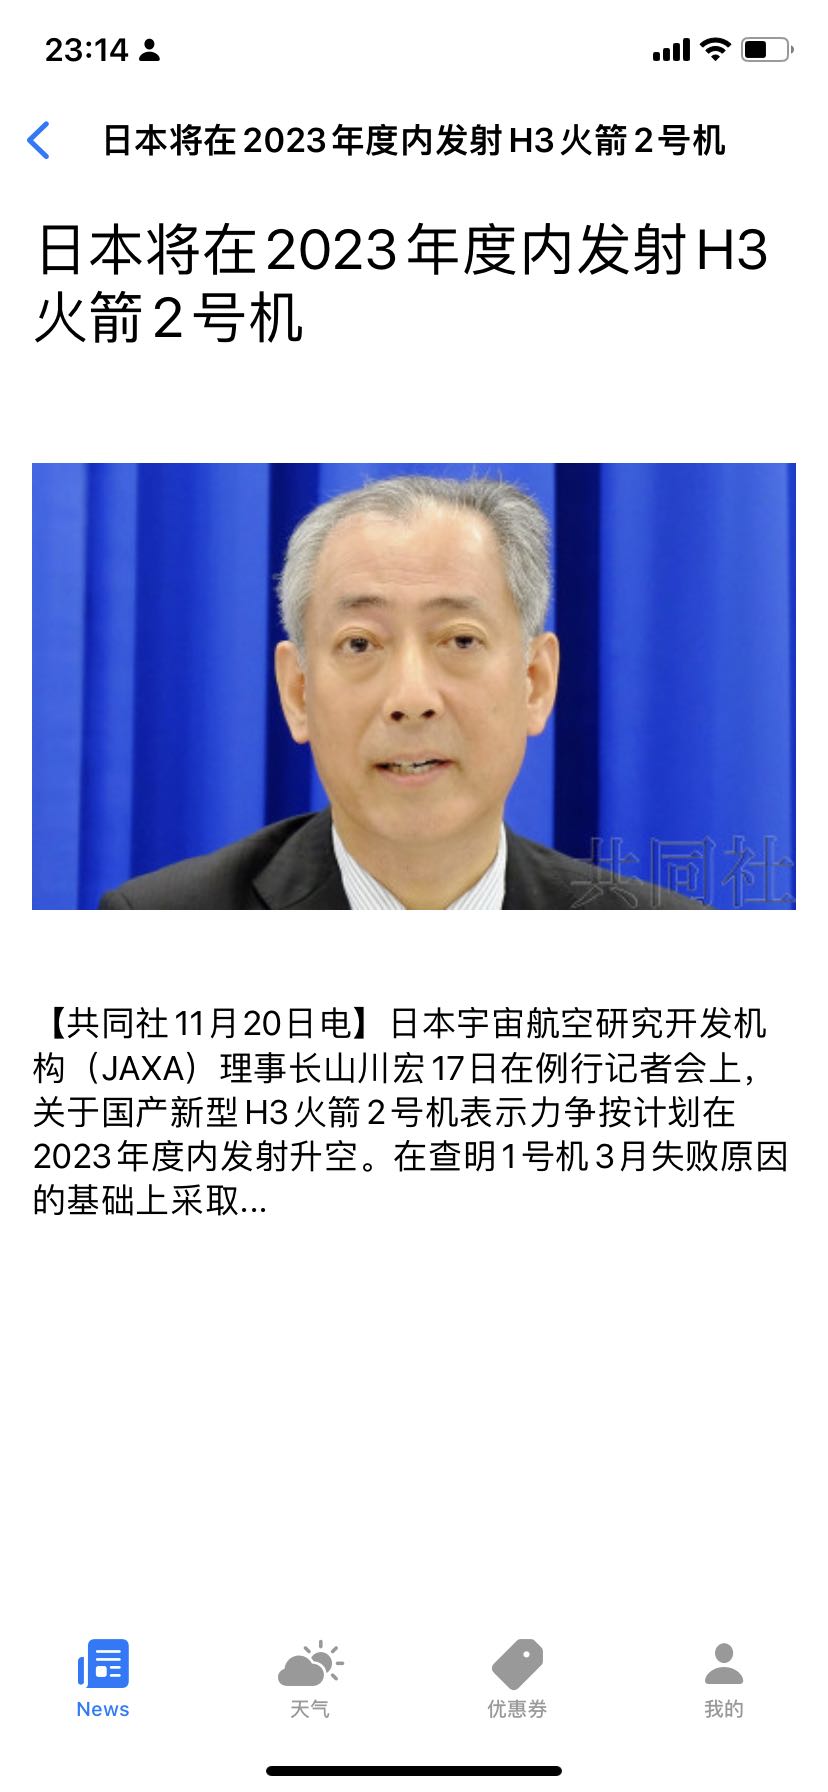 23:14
日本将在2023年度内发射H3火箭2号机
日本将在2023年度内发射H3
火箭2号机
共同社
【共同社11月20日电】日本宇宙航空研究开发机
构（JAXA）理事长山川宏17日在例行记者会上，
关于国产新型H3火箭2号机表示力争按计划在
2023年度内发射升空。在查明1号机3月失败原因
的基础上采取...
News
天气
优惠券
我的